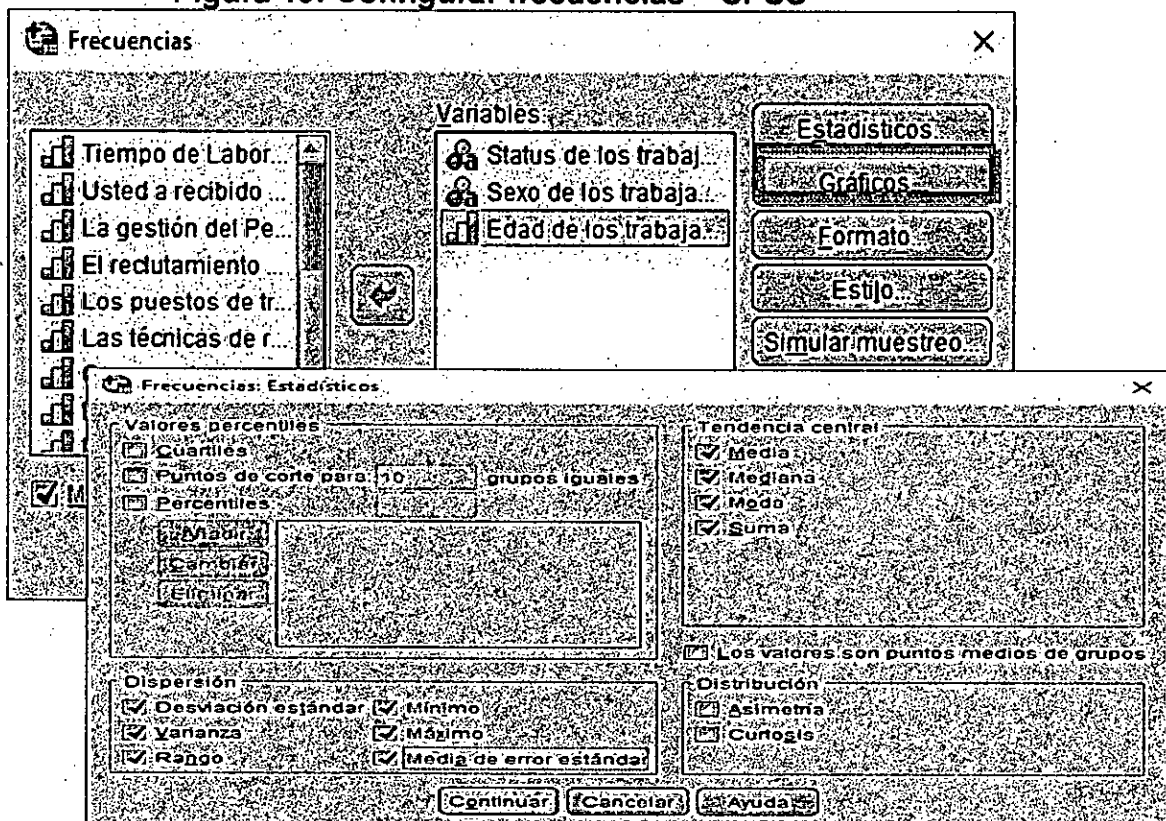 Frecuencias
Variables:
Tiempo de Labor...
Usted a recibido ...
La gestión del Pe...
El reclutamiento ...
Los puestos de tr...
Las técnicas de r...
Status de los trabaj...
Sexo de los trabaja...
Edad de los trabaja...
Estadísticos...
Gráficos...
Formato...
Estilo...
Simular muestreo...
Frecuencias: Estadísticos
Valores percentiles
Cuartiles
Puntos de corte para: 10 grupos iguales
Percentiles:
Añadir
Cambiar
Eliminar
Tendencia central
Media
Mediana
Modo
Suma
Los valores son puntos medios de grupos
Dispersión
Desviación estándar
Mínimo
Varianza
Máximo
Rango
Media de error estándar
Distribución
Asimetría
Curtosis
Continuar
Cancelar
Ayuda